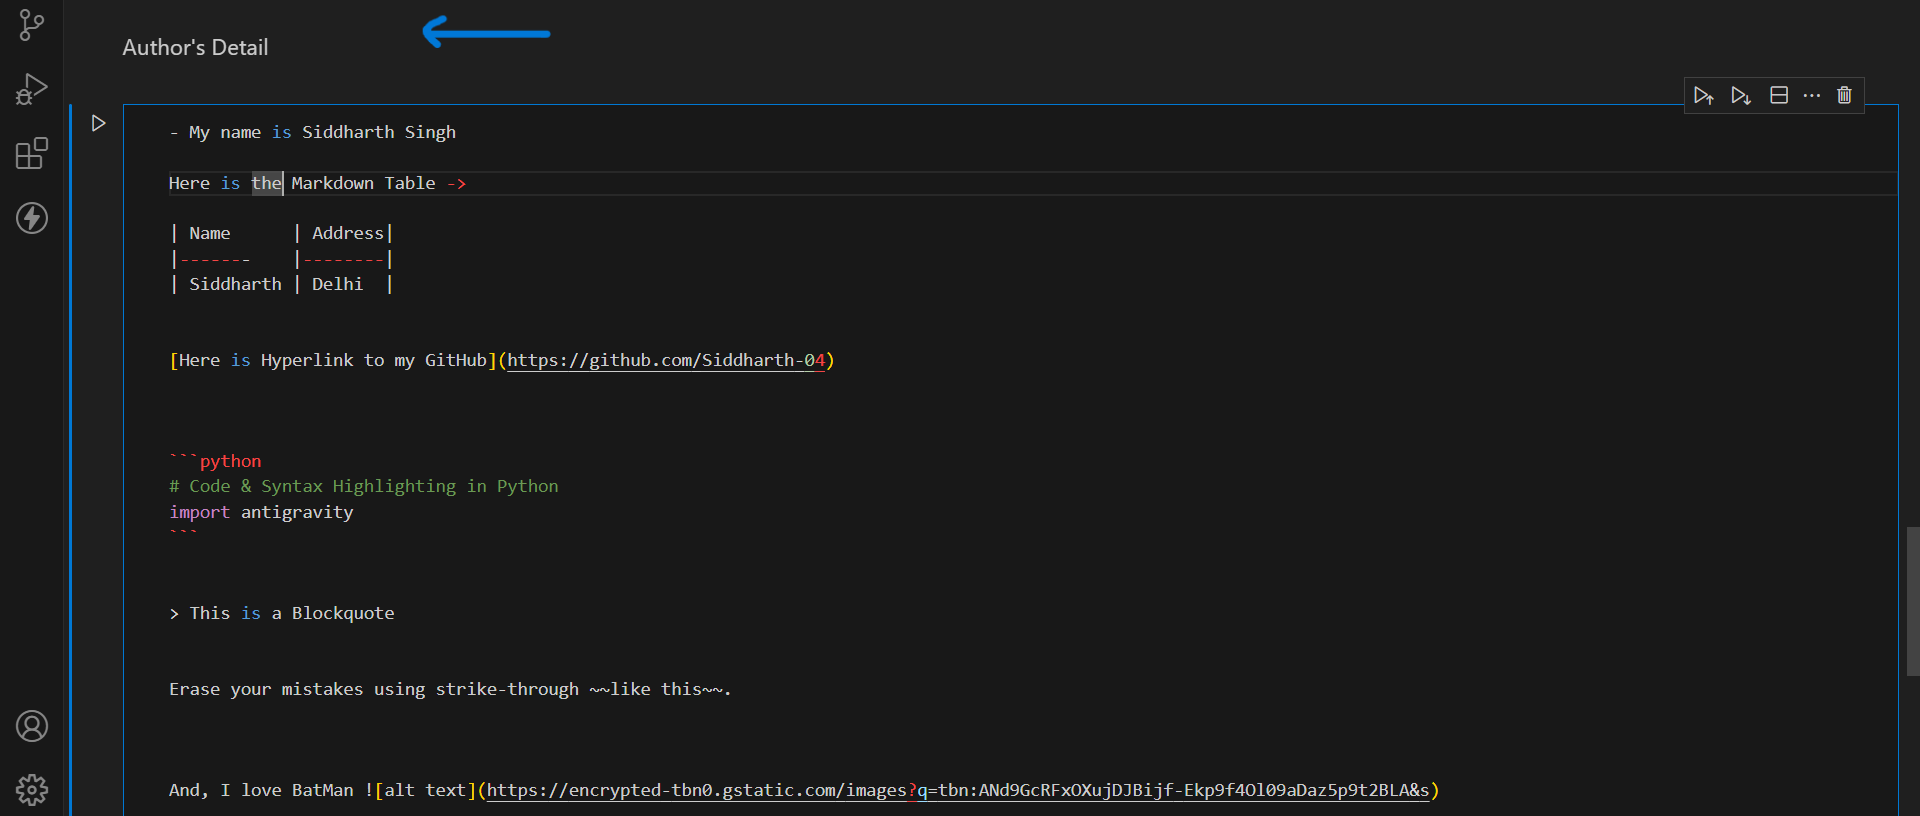 Author's Detail
- My name is Siddharth Singh
Here is the Markdown Table ->
| Name      | Address|
|-------    |--------|
| Siddharth | Delhi  |
[Here is Hyperlink to my GitHub](https://github.com/Siddharth-04)
```python
# Code & Syntax Highlighting in Python
import antigravity
```
> This is a Blockquote
Erase your mistakes using strike-through ~~like this~~.
And, I love BatMan ![alt text](https://encrypted-tbn0.gstatic.com/images?q=tbn:ANd9GcRFxOXujDJBijf-Ekp9f4Ol09aDaz5p9t2BLA&s)